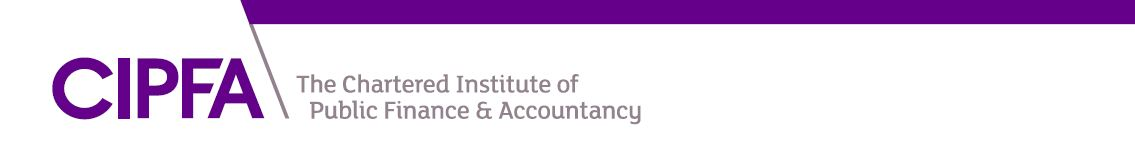 CIPFA
The Chartered Institute of
Public Finance & Accountancy